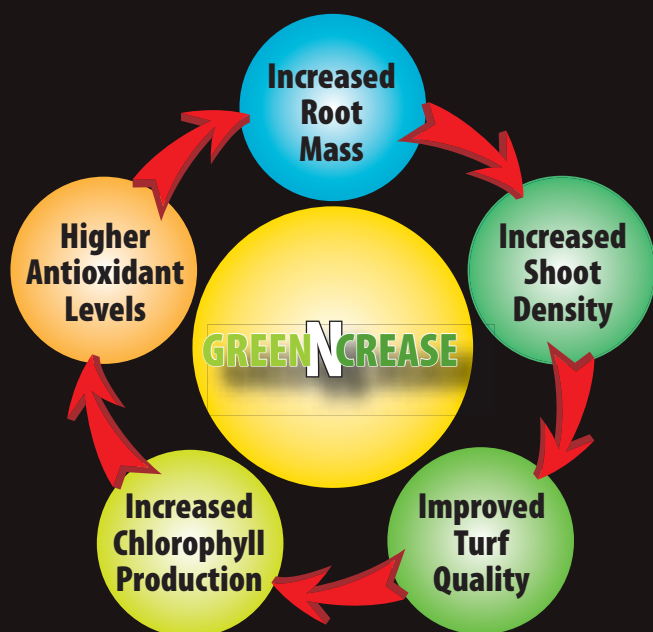 Increased
Root
Mass
Increased
Shoot
Density
Improved
Turf
Quality
Increased
Chlorophyll
Production
Higher
Antioxidant
Levels
GREENNCREASE